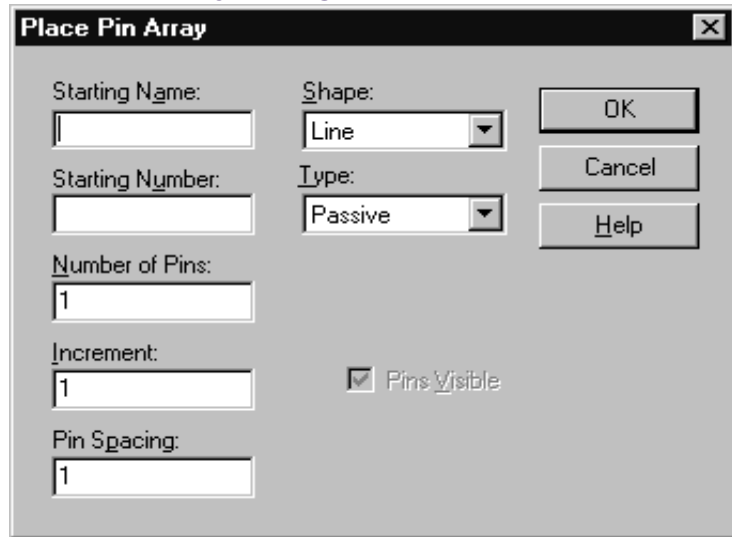 Place Pin Array
Starting Name:
Shape:
Line
OK
Starting Number:
Type:
Passive
Cancel
Help
Number of Pins:
1
Increment:
1
Pins Visible
Pin Spacing:
1